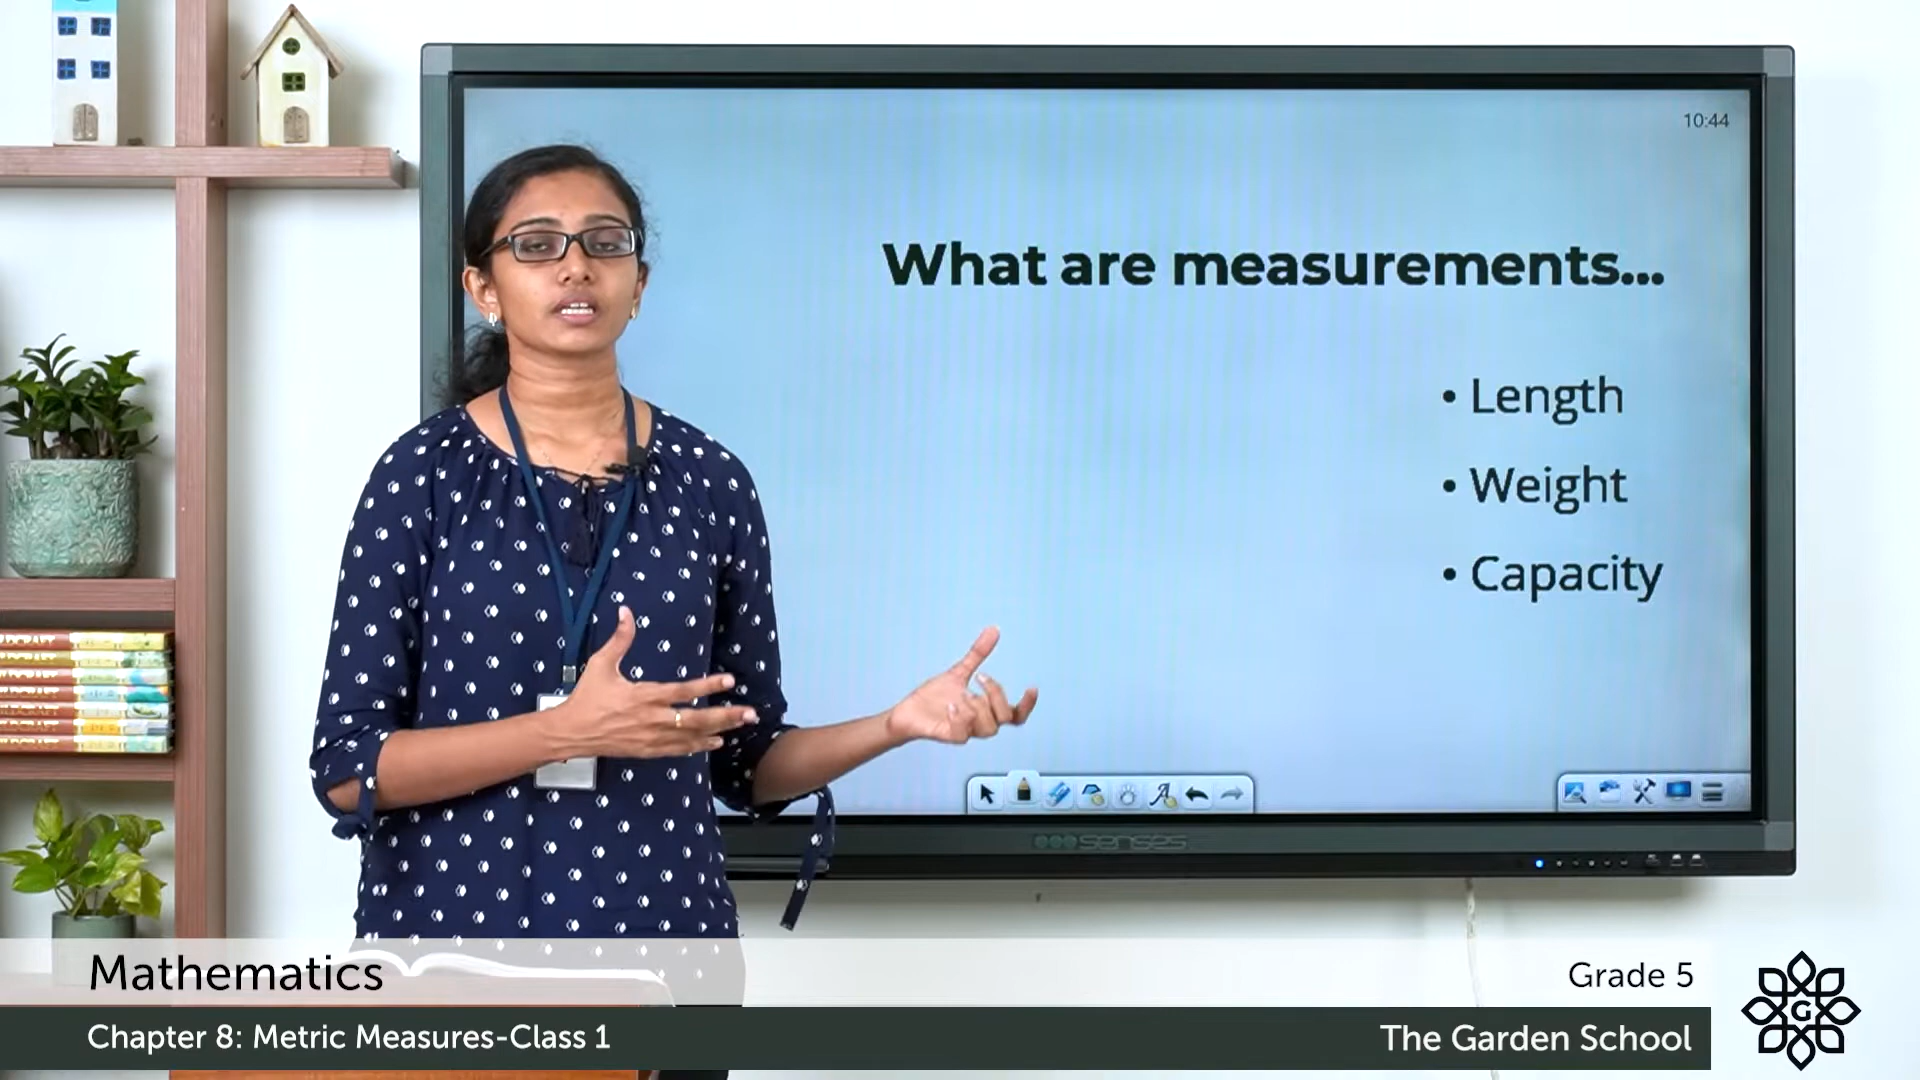 10:44
What are measurements...
• Length
• Weight
• Capacity
senses
Mathematics
Grade 5
Chapter 8: Metric Measures-Class 1
The Garden School
G